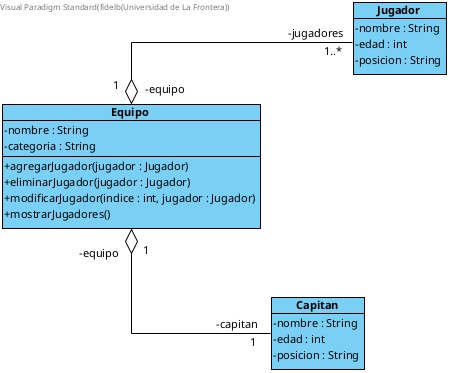 Visual Paradigm Standard(fidelb(Universidad de La Frontera))
Jugador
-nombre : String
-edad : int
-posicion : String
-jugadores
1..*
1
-equipo
Equipo
-nombre : String
-categoria : String
+agregarJugador(jugador : Jugador)
+eliminarJugador(jugador : Jugador)
+modificarJugador(indice : int, jugador : Jugador)
+mostrarJugadores()
-equipo
1
-capitan
1
Capitan
-nombre : String
-edad : int
-posicion : String